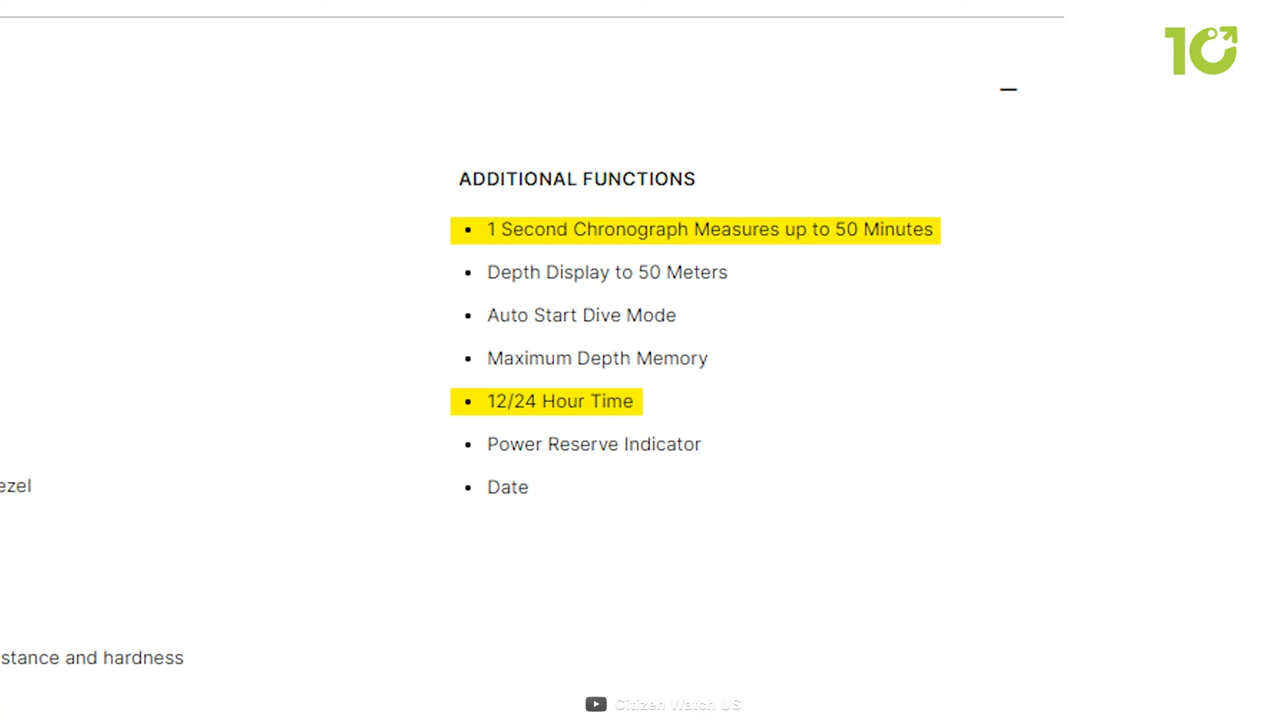 10
ADDITIONAL FUNCTIONS
• 1 Second Chronograph Measures up to 50 Minutes
• Depth Display to 50 Meters
• Auto Start Dive Mode
• Maximum Depth Memory
• 12/24 Hour Time
• Power Reserve Indicator
ezel
• Date
stance and hardness
Citizen Watch US